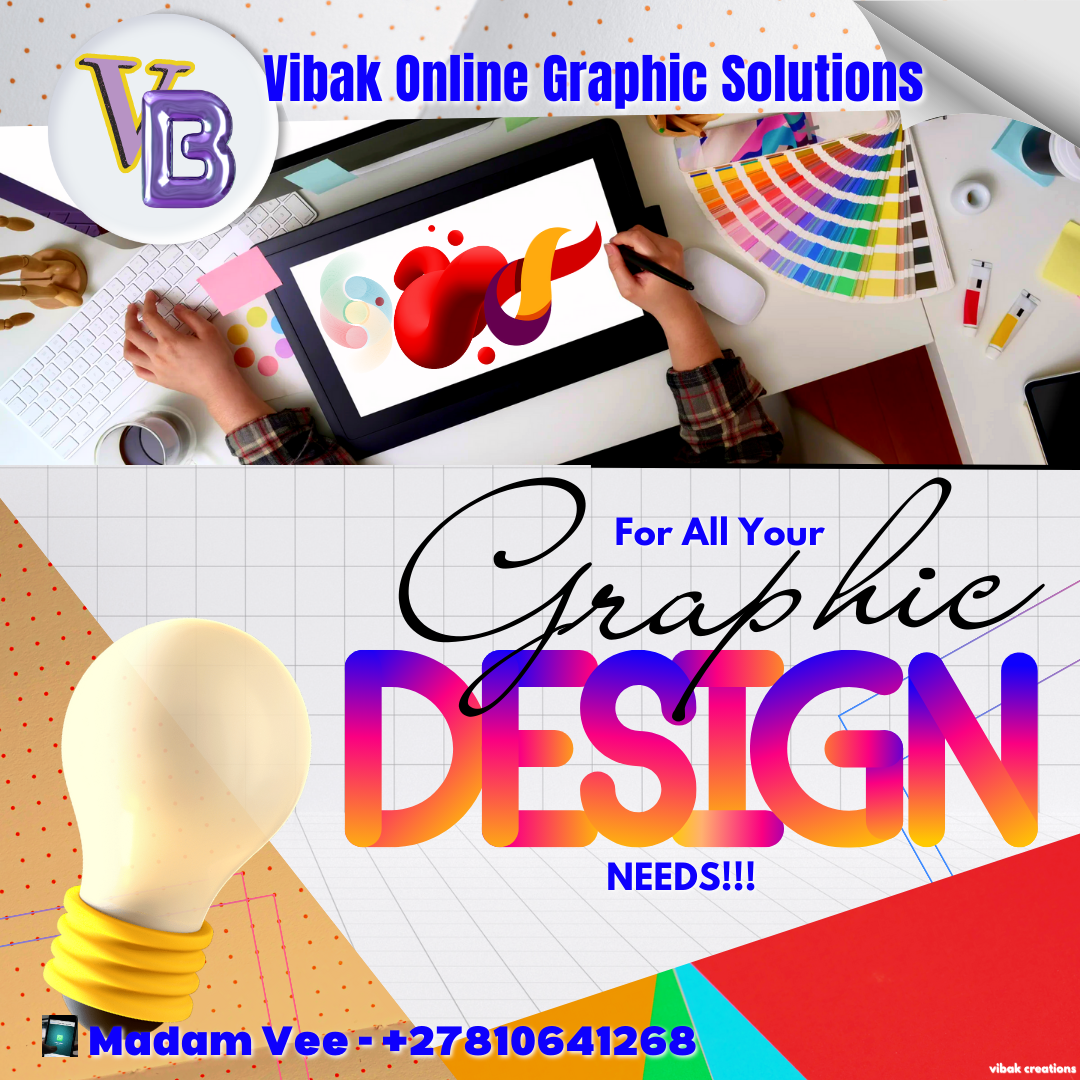 VB
Vibak Online Graphic Solutions
For All Your
Graphic
DESIGN
NEEDS!!!
Madam Vee - +27810641268
vibak creations